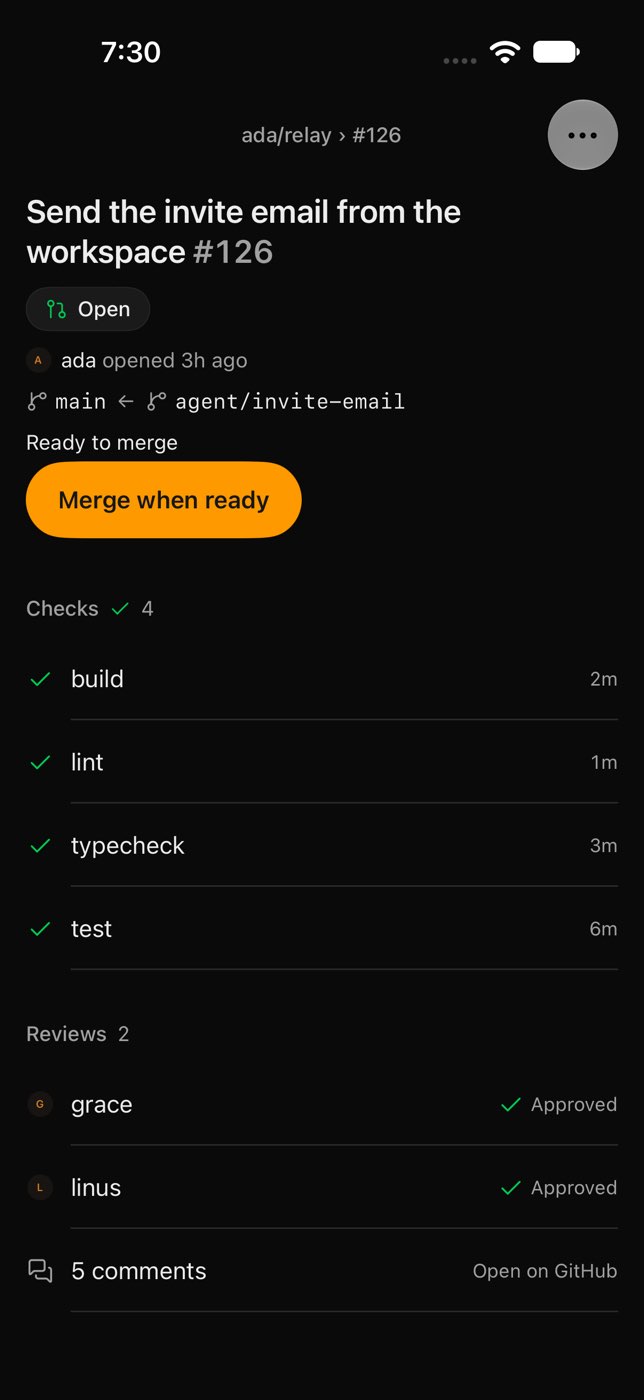 7:30
ada/relay › #126
Send the invite email from the
workspace #126
Open
A ada opened 3h ago
main ← agent/invite-email
Ready to merge
Merge when ready
Checks ✓ 4
build 2m
lint 1m
typecheck 3m
test 6m
Reviews 2
G grace ✓ Approved
L linus ✓ Approved
5 comments Open on GitHub